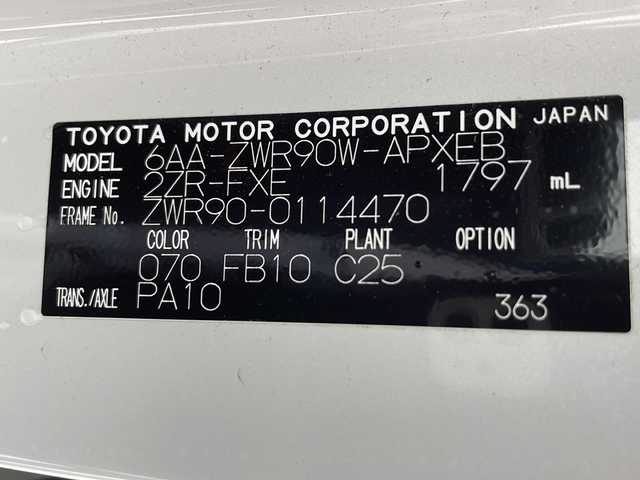 TOYOTA MOTOR CORPORATION JAPAN
MODEL 6AA-ZWR90W-APXEB
ENGINE 2ZR-FXE 1797 mL
FRAME No. ZWR90-0114470
COLOR TRIM PLANT OPTION
070 FB10 C25
TRANS./AXLE PA10 363